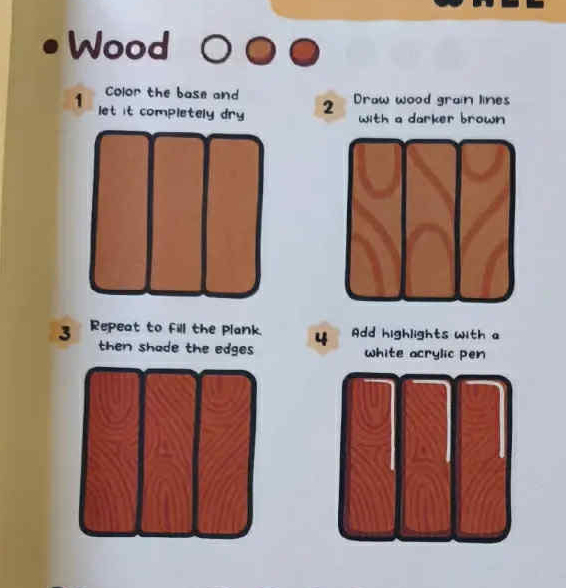 Wood
1
Color the base and
let it completely dry
2
Draw wood grain lines
with a darker brown
3
Repeat to fill the plank
then shade the edges
4
Add highlights with a
white acrylic pen